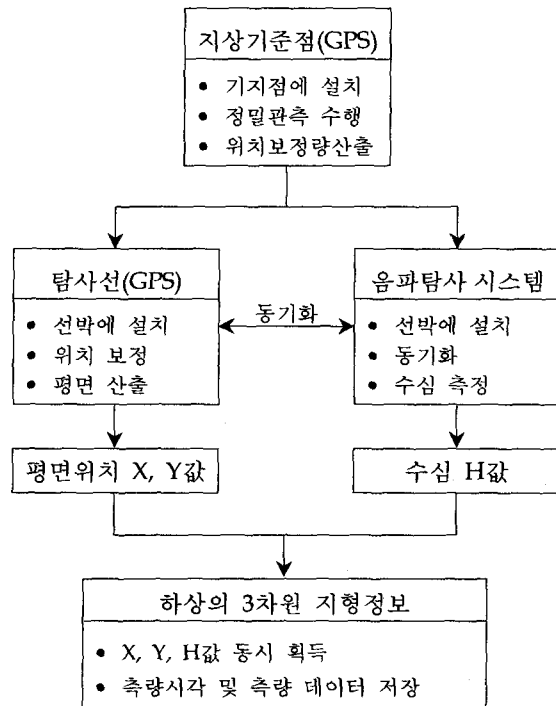 지상기준점(GPS)
• 기지점에 설치
• 정밀관측 수행
• 위치보정량산출
탐사선(GPS)
• 선박에 설치
• 위치 보정
• 평면 산출
동기화
음파탐사 시스템
• 선박에 설치
• 동기화
• 수심 측정
평면위치 X, Y값
수심 H값
하상의 3차원 지형정보
• X, Y, H값 동시 획득
• 측량시각 및 측량 데이터 저장